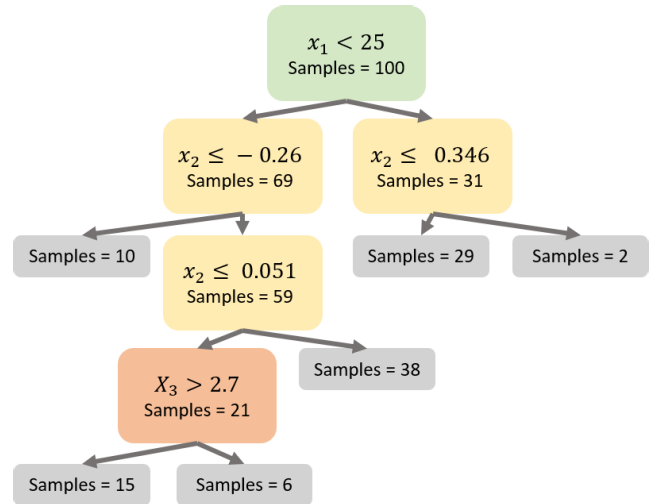 x₁ < 25
Samples = 100
x₂ ≤ − 0.26
Samples = 69
x₂ ≤ 0.346
Samples = 31
Samples = 10
x₂ ≤ 0.051
Samples = 59
Samples = 29
Samples = 2
X₃ > 2.7
Samples = 21
Samples = 38
Samples = 15
Samples = 6